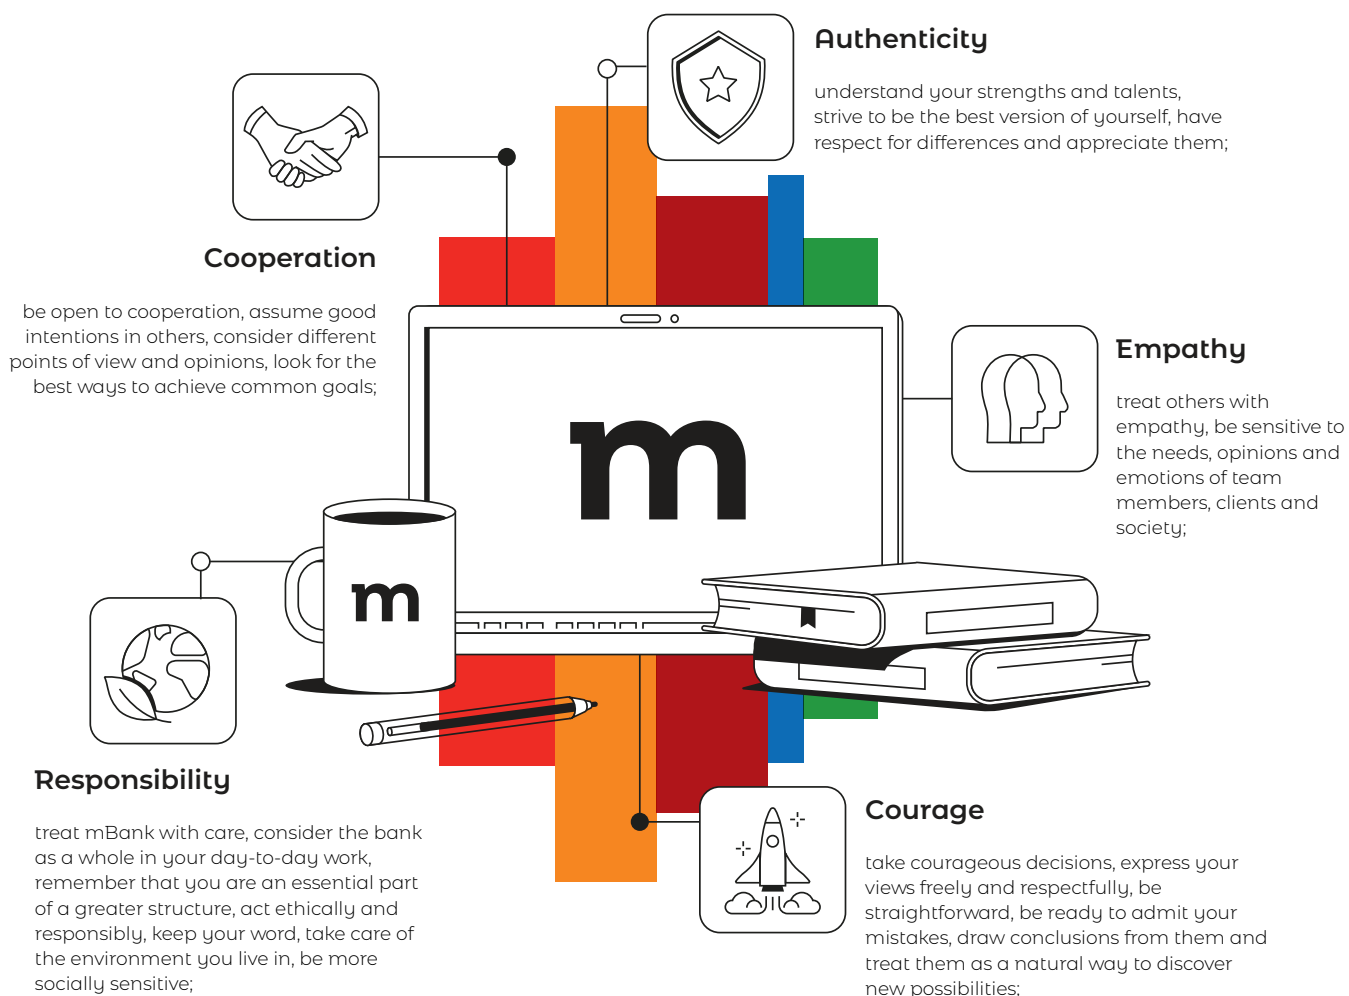 Authenticity
understand your strengths and talents,
strive to be the best version of yourself, have
respect for differences and appreciate them;
Cooperation
be open to cooperation, assume good
intentions in others, consider different
points of view and opinions, look for the
best ways to achieve common goals;
Empathy
treat others with
empathy, be sensitive to
the needs, opinions and
emotions of team
members, clients and
society;
m
m
Responsibility
treat mBank with care, consider the bank
as a whole in your day-to-day work,
remember that you are an essential part
of a greater structure, act ethically and
responsibly, keep your word, take care of
the environment you live in, be more
socially sensitive;
Courage
take courageous decisions, express your
views freely and respectfully, be
straightforward, be ready to admit your
mistakes, draw conclusions from them and
treat them as a natural way to discover
new possibilities;